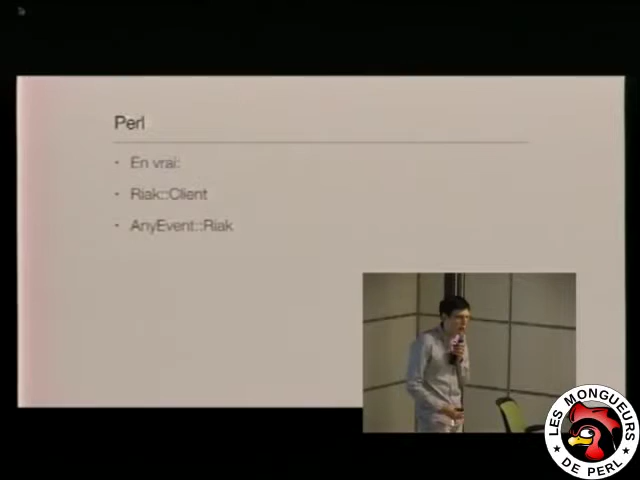 Perl
• En vrai:
• Riak::Client
• AnyEvent::Riak
LES MONGUEURS
★ DE PERL ★